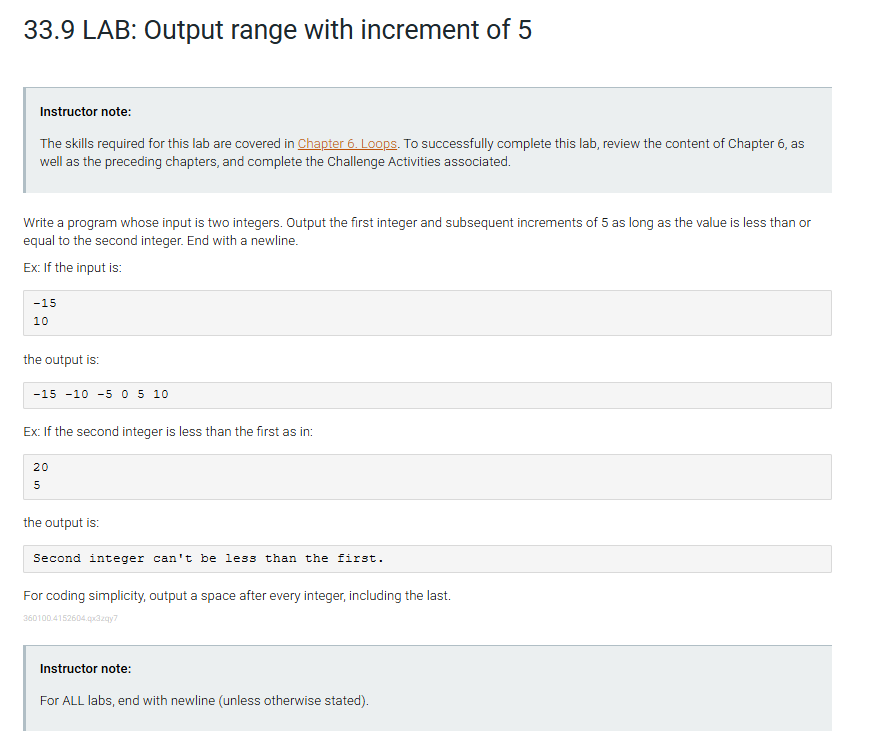 33.9 LAB: Output range with increment of 5
Instructor note:
The skills required for this lab are covered in Chapter 6. Loops. To successfully complete this lab, review the content of Chapter 6, as
well as the preceding chapters, and complete the Challenge Activities associated.
Write a program whose input is two integers. Output the first integer and subsequent increments of 5 as long as the value is less than or
equal to the second integer. End with a newline.
Ex: If the input is:
-15
10
the output is:
-15 -10 -5 0 5 10
Ex: If the second integer is less than the first as in:
20
5
the output is:
Second integer can't be less than the first.
For coding simplicity, output a space after every integer, including the last.
360100.4152604.qx3zqy7
Instructor note:
For ALL labs, end with newline (unless otherwise stated).